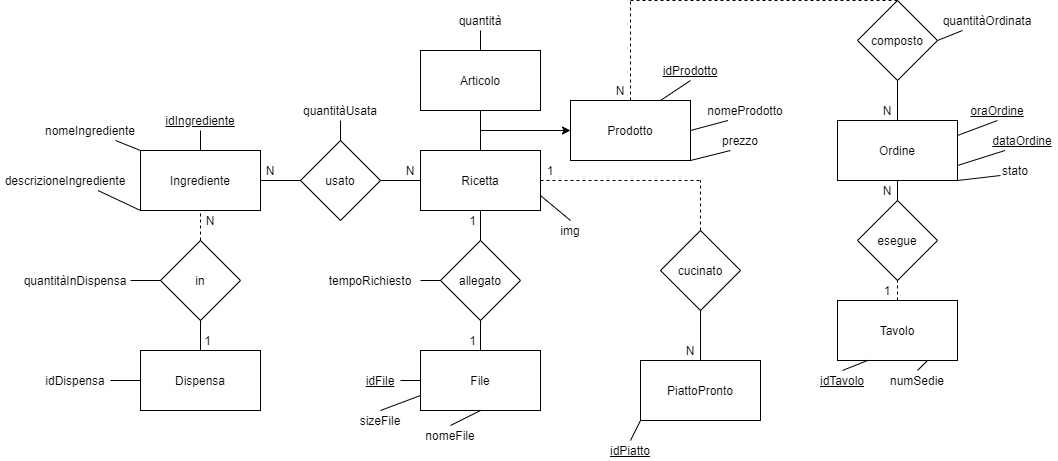 quantità
quantitàOrdinata
composto
Articolo
idProdotto
N
quantitàUsata
nomeProdotto
N
oraOrdine
idIngrediente
nomeIngrediente
Prodotto
prezzo
dataOrdine
Ordine
descrizioneIngrediente
Ingrediente
N
usato
N
Ricetta
1
stato
N
N
1
img
esegue
quantitàInDispensa
in
tempoRichiesto
allegato
cucinato
1
1
1
N
Tavolo
idDispensa
Dispensa
idFile
File
PiattoPronto
idTavolo
numSedie
sizeFile
nomeFile
idPiatto